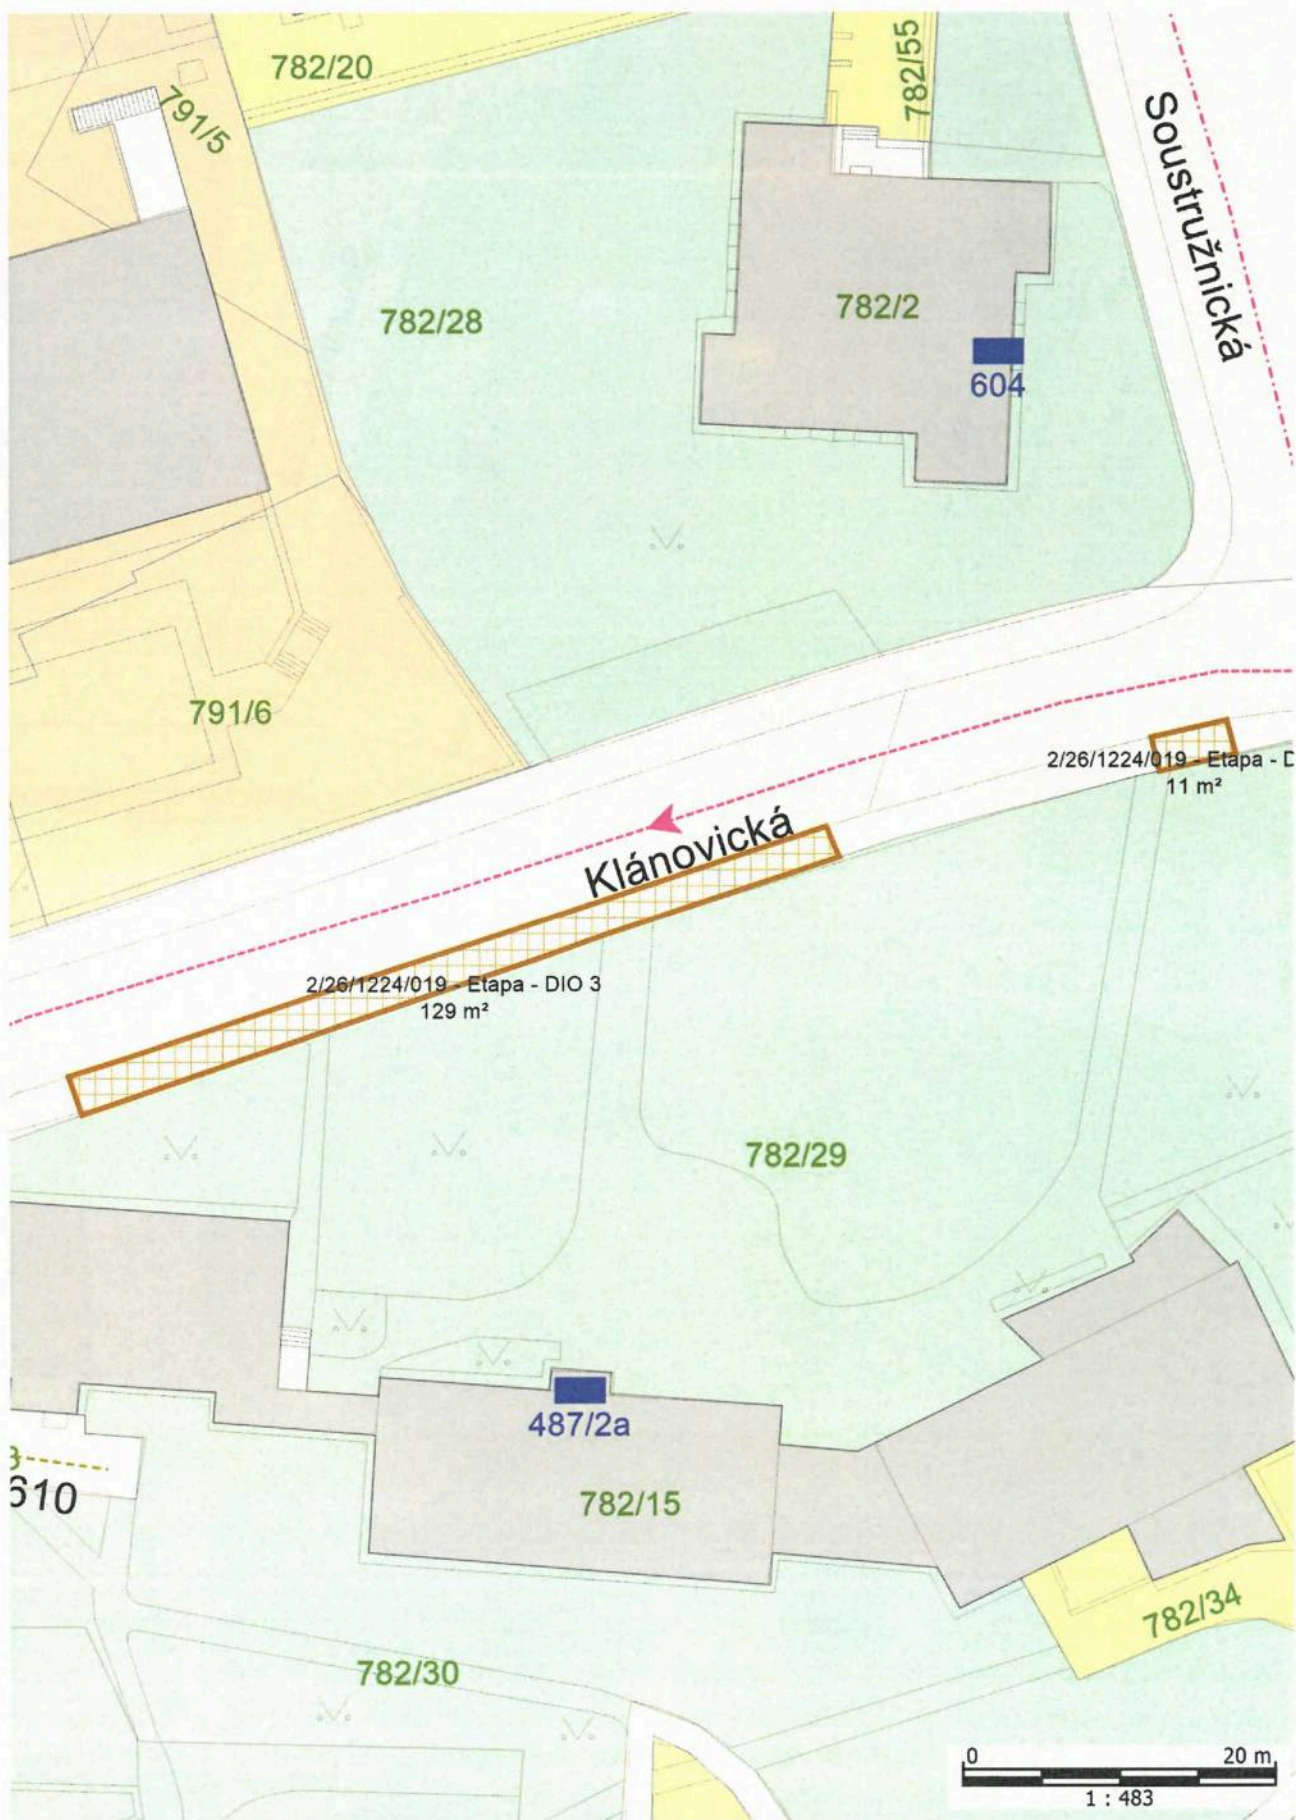 782/20
782/55
791/5
Soustružnická
782/28
782/2
604
791/6
2/26/1224/019 - Etapa - D
11 m²
Klánovická
2/26/1224/019 - Etapa - DIO 3
129 m²
782/29
487/2a
610
782/15
782/34
782/30
0 20 m
1 : 483